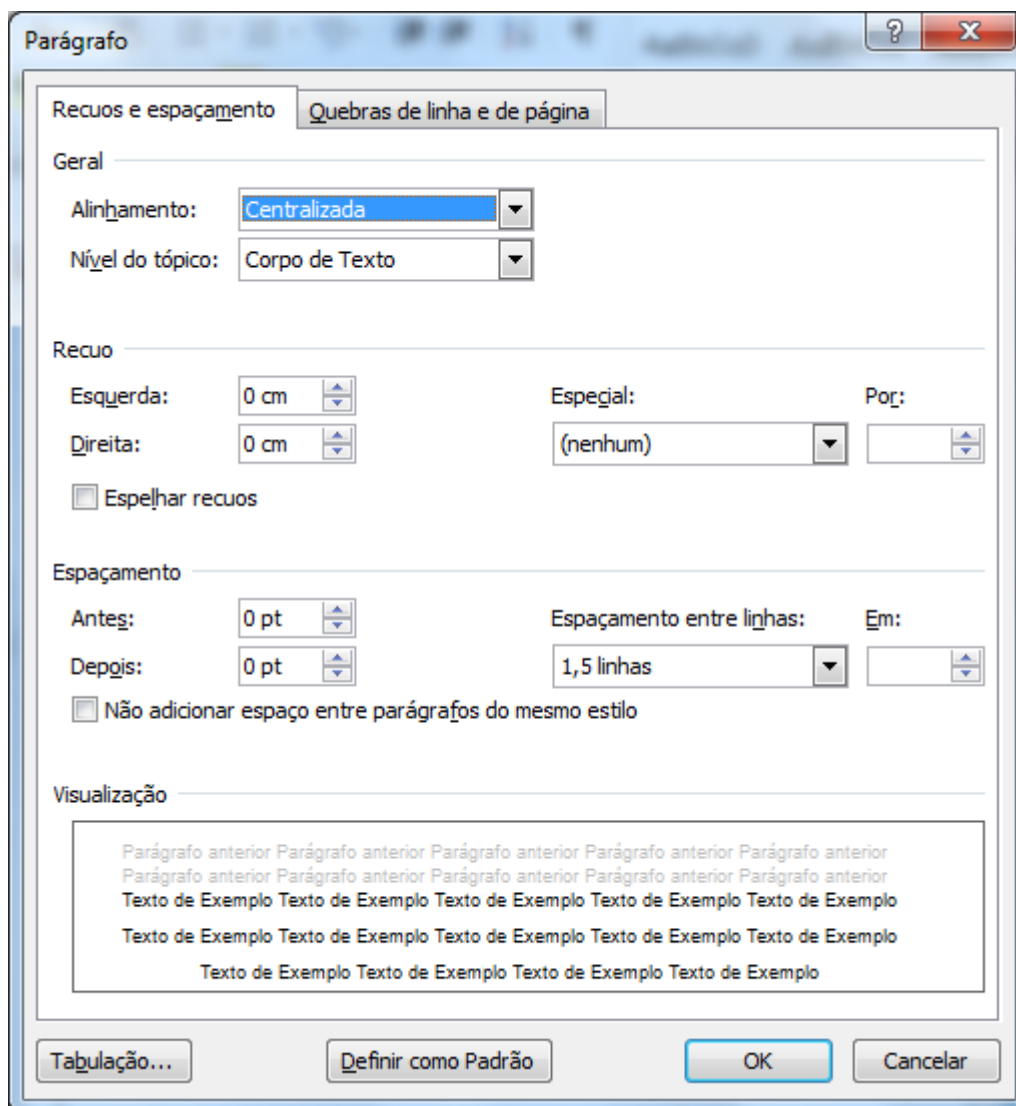 Parágrafo
Recuos e espaçamento Quebras de linha e de página
Geral
Alinhamento: Centralizada
Nível do tópico: Corpo de Texto
Recuo
Esquerda: 0 cm Especial: Por:
Direita: 0 cm (nenhum)
Espelhar recuos
Espaçamento
Antes: 0 pt Espaçamento entre linhas: Em:
Depois: 0 pt 1,5 linhas
Não adicionar espaço entre parágrafos do mesmo estilo
Visualização
Parágrafo anterior Parágrafo anterior Parágrafo anterior Parágrafo anterior Parágrafo anterior
Parágrafo anterior Parágrafo anterior Parágrafo anterior Parágrafo anterior Parágrafo anterior
Texto de Exemplo Texto de Exemplo Texto de Exemplo Texto de Exemplo Texto de Exemplo
Texto de Exemplo Texto de Exemplo Texto de Exemplo Texto de Exemplo Texto de Exemplo
Texto de Exemplo Texto de Exemplo Texto de Exemplo Texto de Exemplo
Tabulação... Definir como Padrão OK Cancelar